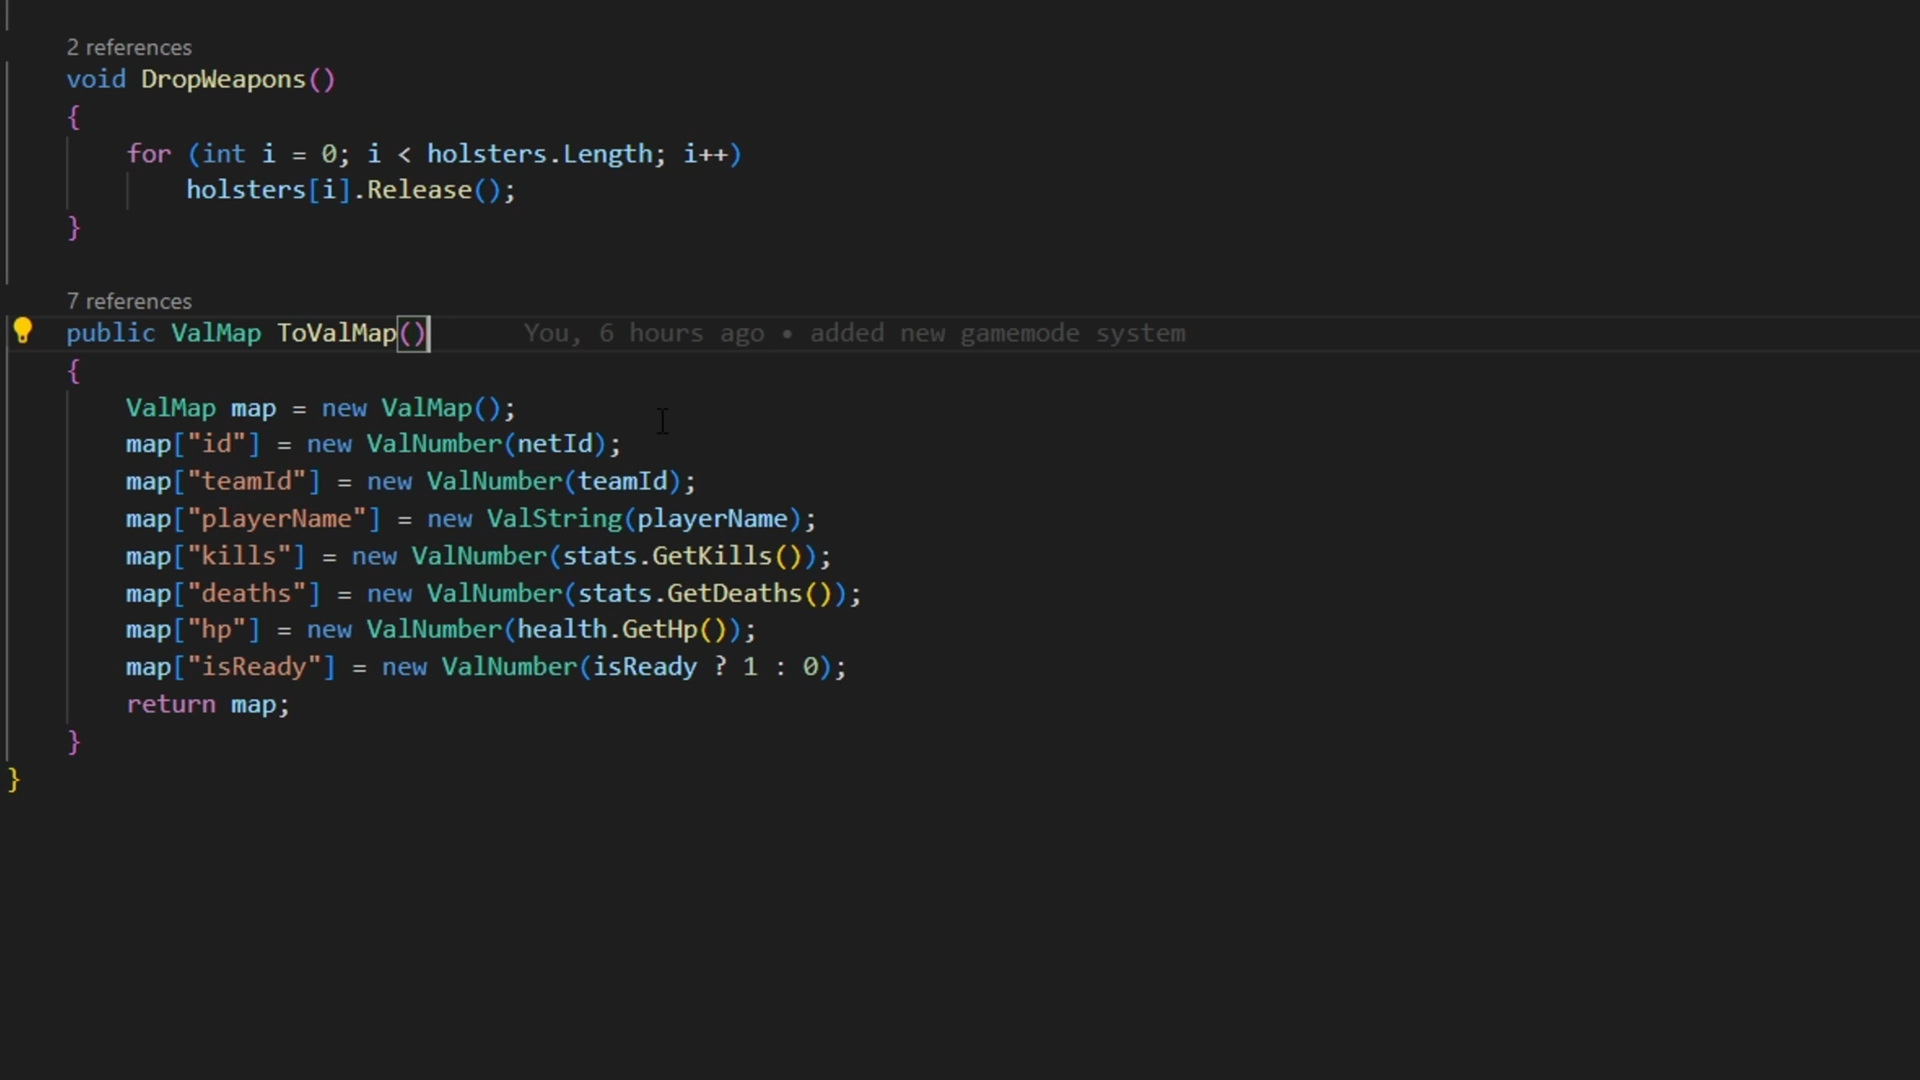 2 references
void DropWeapons()
{
for (int i = 0; i < holsters.Length; i++)
holsters[i].Release();
}
7 references
public ValMap ToValMap() You, 6 hours ago • added new gamemode system
{
ValMap map = new ValMap();
map["id"] = new ValNumber(netId);
map["teamId"] = new ValNumber(teamId);
map["playerName"] = new ValString(playerName);
map["kills"] = new ValNumber(stats.GetKills());
map["deaths"] = new ValNumber(stats.GetDeaths());
map["hp"] = new ValNumber(health.GetHp());
map["isReady"] = new ValNumber(isReady ? 1 : 0);
return map;
}
}